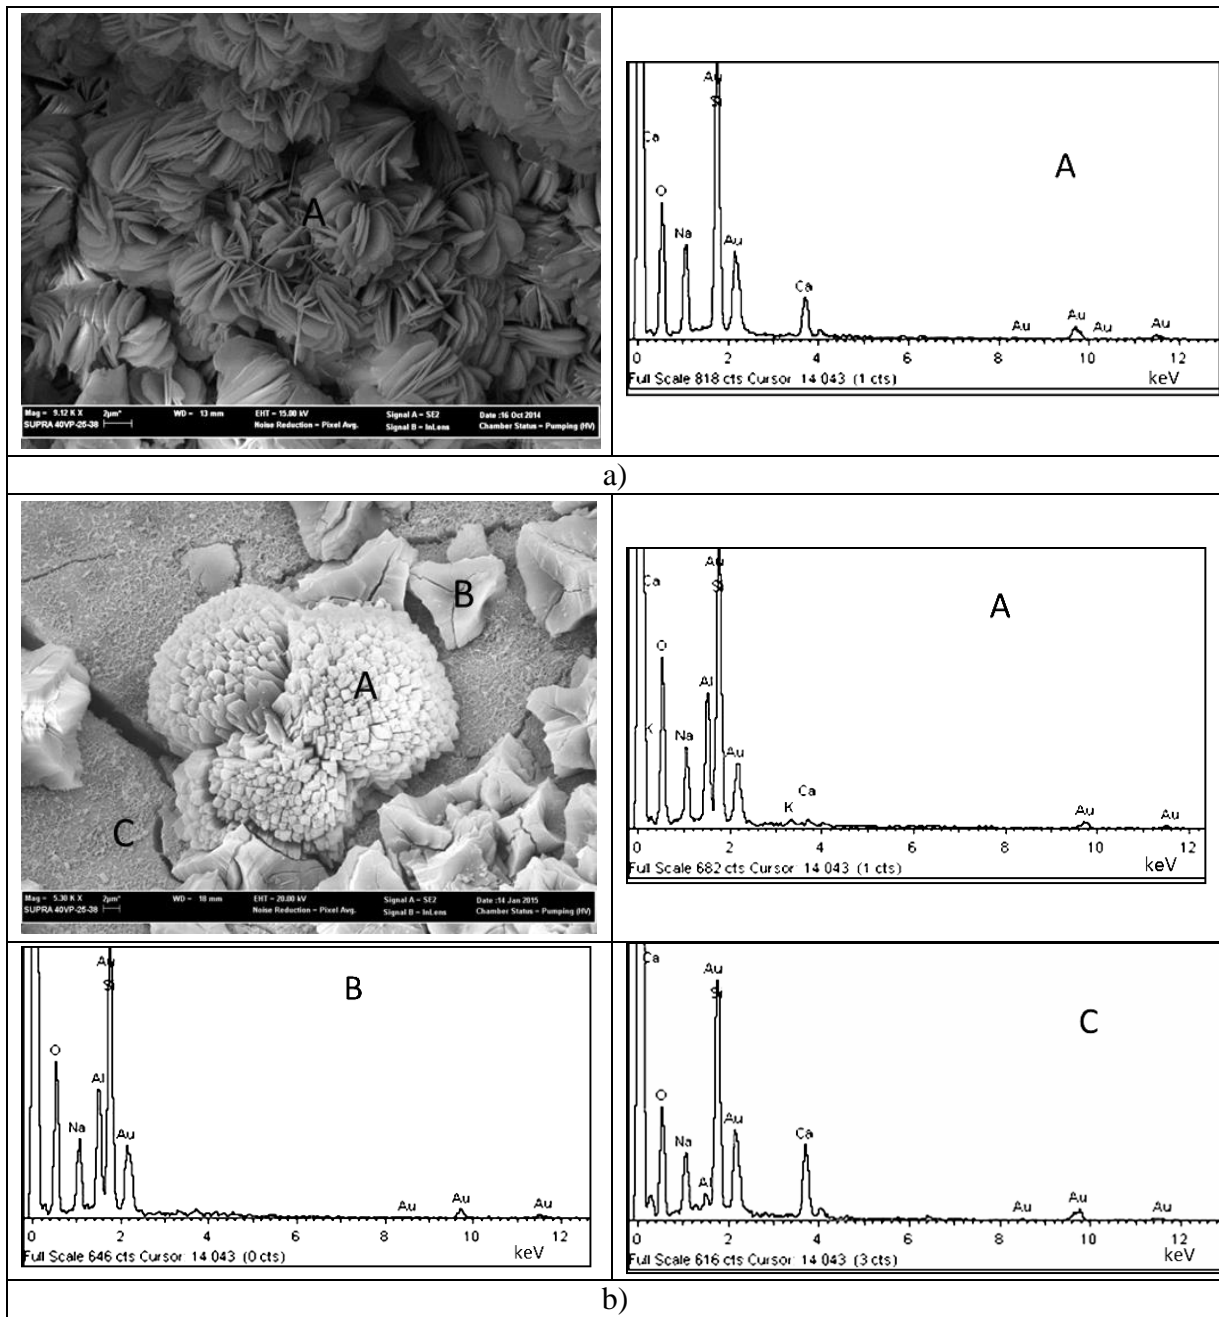 A
Mag = 9.12 K X 2µm* WD = 13 mm EHT = 15.00 kV Signal A = SE2 Date :16 Oct 2014
SUPRA 40VP-25-38 Noise Reduction = Pixel Avg. Signal B = InLens Chamber Status = Pumping (HV)
Au
Si
Ca
A
O
Na
Au
Ca
Au Au Au Au
0 2 4 6 8 10 12
Full Scale 818 cts Cursor: 14.043 (1 cts) keV
a)
B
A
C
Mag = 5.30 K X 2µm* WD = 18 mm EHT = 20.00 kV Signal A = SE2 Date :14 Jan 2015
SUPRA 40VP-25-38 Noise Reduction = Pixel Avg. Signal B = InLens Chamber Status = Pumping (HV)
Au
Ca Si
A
O
Al
K Na
Au
Ca
K
Au Au
0 2 4 6 8 10 12
Full Scale 682 cts Cursor: 14.043 (1 cts) keV
Au
Si
B
O
Al
Na Au
Au Au Au
0 2 4 6 8 10 12
Full Scale 646 cts Cursor: 14.043 (0 cts) keV
Ca
Au
Si
C
O
Au
Na Ca
Al
Au Au Au
0 2 4 6 8 10 12
Full Scale 616 cts Cursor: 14.043 (3 cts) keV
b)